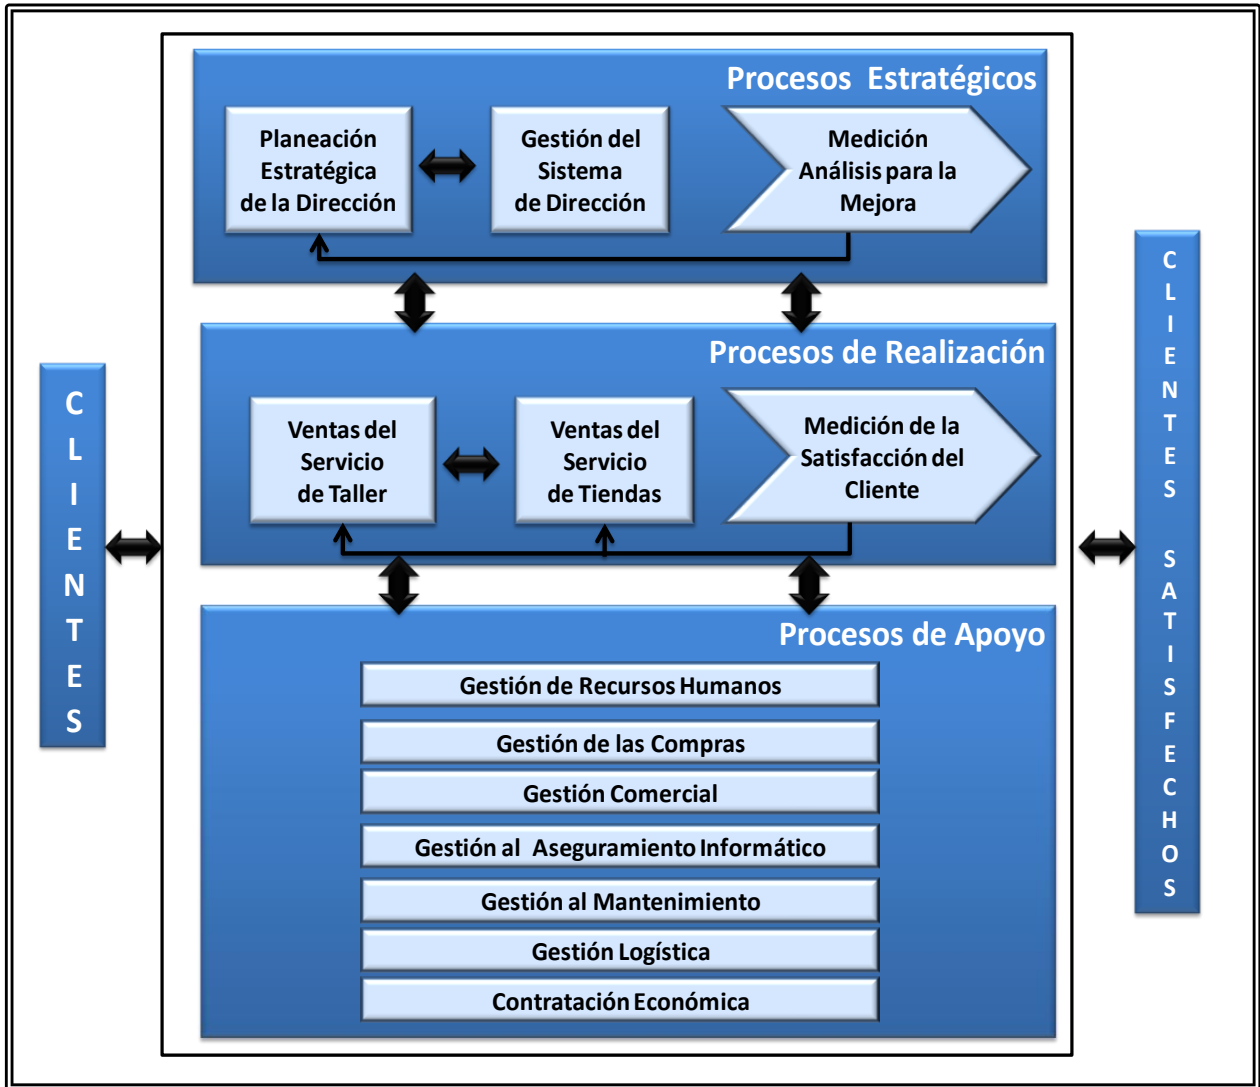 Procesos Estratégicos
Planeación
Estratégica
de la Dirección
Gestión del
Sistema
de Dirección
Medición
Análisis para la
Mejora
CLIENTES
Procesos de Realización
Ventas del
Servicio
de Taller
Ventas del
Servicio
de Tiendas
Medición de la
Satisfacción del
Cliente
Procesos de Apoyo
Gestión de Recursos Humanos
Gestión de las Compras
Gestión Comercial
Gestión al Aseguramiento Informático
Gestión al Mantenimiento
Gestión Logística
Contratación Económica
CLIENTES SATISFECHOS